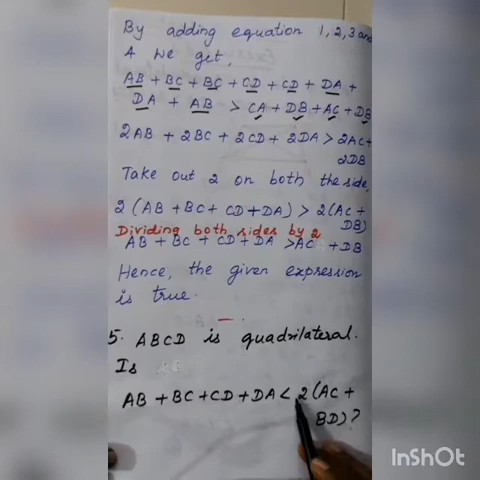 By adding equation 1, 2, 3 and
4 we get,
AB + BC + BC + CD + CD + DA +
DA + AB > CA + DB + AC + DB
2AB + 2BC + 2CD + 2DA > 2AC +
2DB
Take out 2 on both the side,
2 (AB + BC + CD + DA) > 2(AC +
DB)
Dividing both sides by 2
AB + BC + CD + DA > AC + DB
Hence, the given expression
is true.
5. ABCD is quadrilateral.
Is
AB + BC + CD + DA < 2 (AC +
BD)?
InShOt